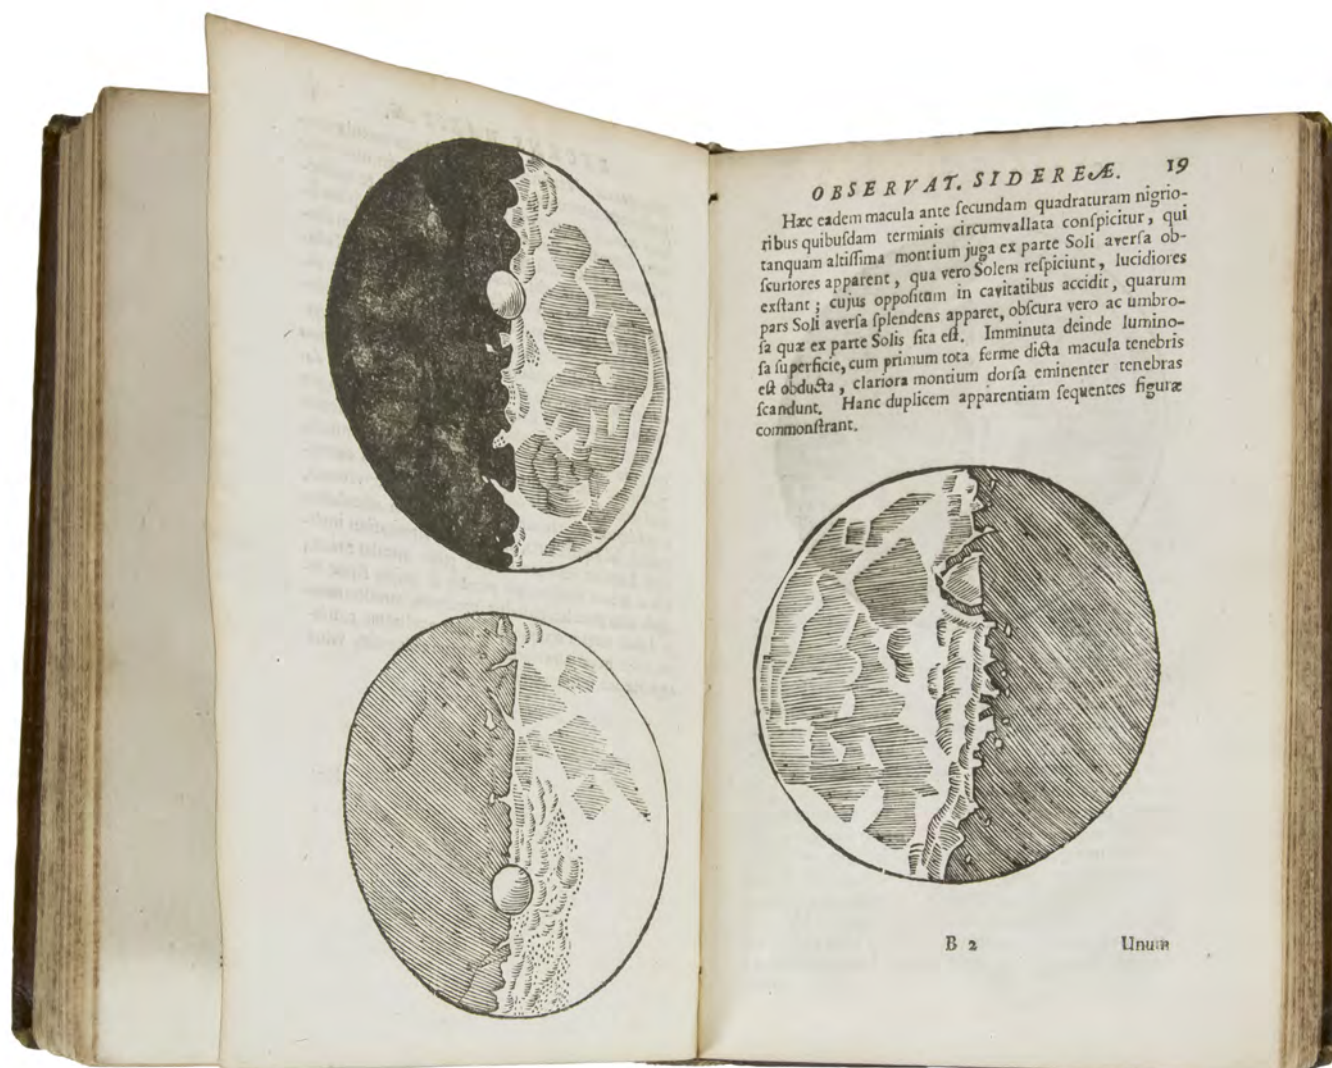 OBSERVAT. SIDEREÆ. 19
Hæc eadem macula ante ſecundam quadraturam nigrio-
ribus quibuſdam terminis circumvallata conſpicitur, qui
tanquam altiſſima montium juga ex parte Soli averſa ob-
ſcuriores apparent, qua vero Solem reſpiciunt, lucidiores
exſtant; cujus oppoſitum in cavitatibus accidit, quarum
pars Soli averſa ſplendens apparet, obſcura vero ac umbro-
ſa quæ ex parte Solis ſita eſt. Imminuta deinde lumino-
ſa ſuperficie, cum primum tota ferme dicta macula tenebris
eſt obducta, clariora montium dorſa eminenter tenebras
ſcandunt. Hanc duplicem apparentiam ſequentes figuræ
commonſtrant.
B 2 Unum